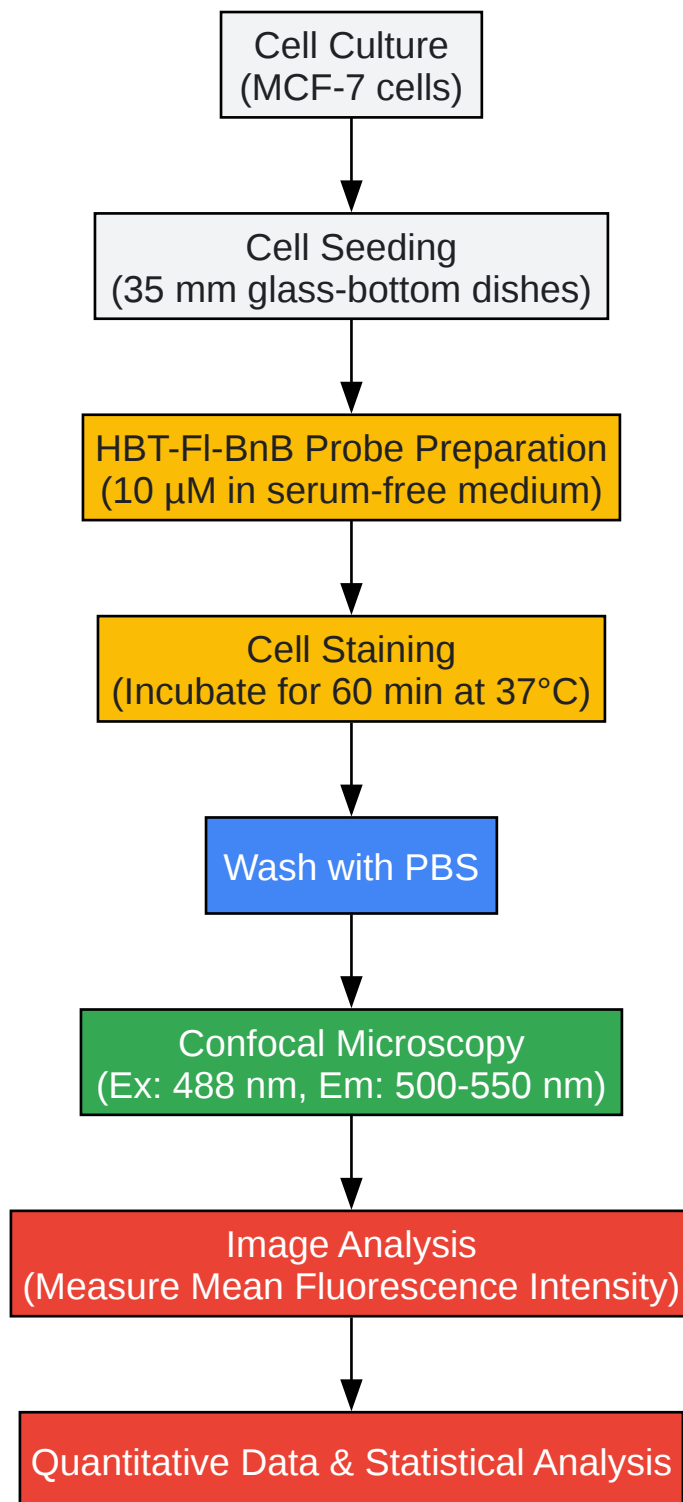 Cell Culture
(MCF-7 cells)
Cell Seeding
(35 mm glass-bottom dishes)
HBT-Fl-BnB Probe Preparation
(10 µM in serum-free medium)
Cell Staining
(Incubate for 60 min at 37°C)
Wash with PBS
Confocal Microscopy
(Ex: 488 nm, Em: 500-550 nm)
Image Analysis
(Measure Mean Fluorescence Intensity)
Quantitative Data & Statistical Analysis